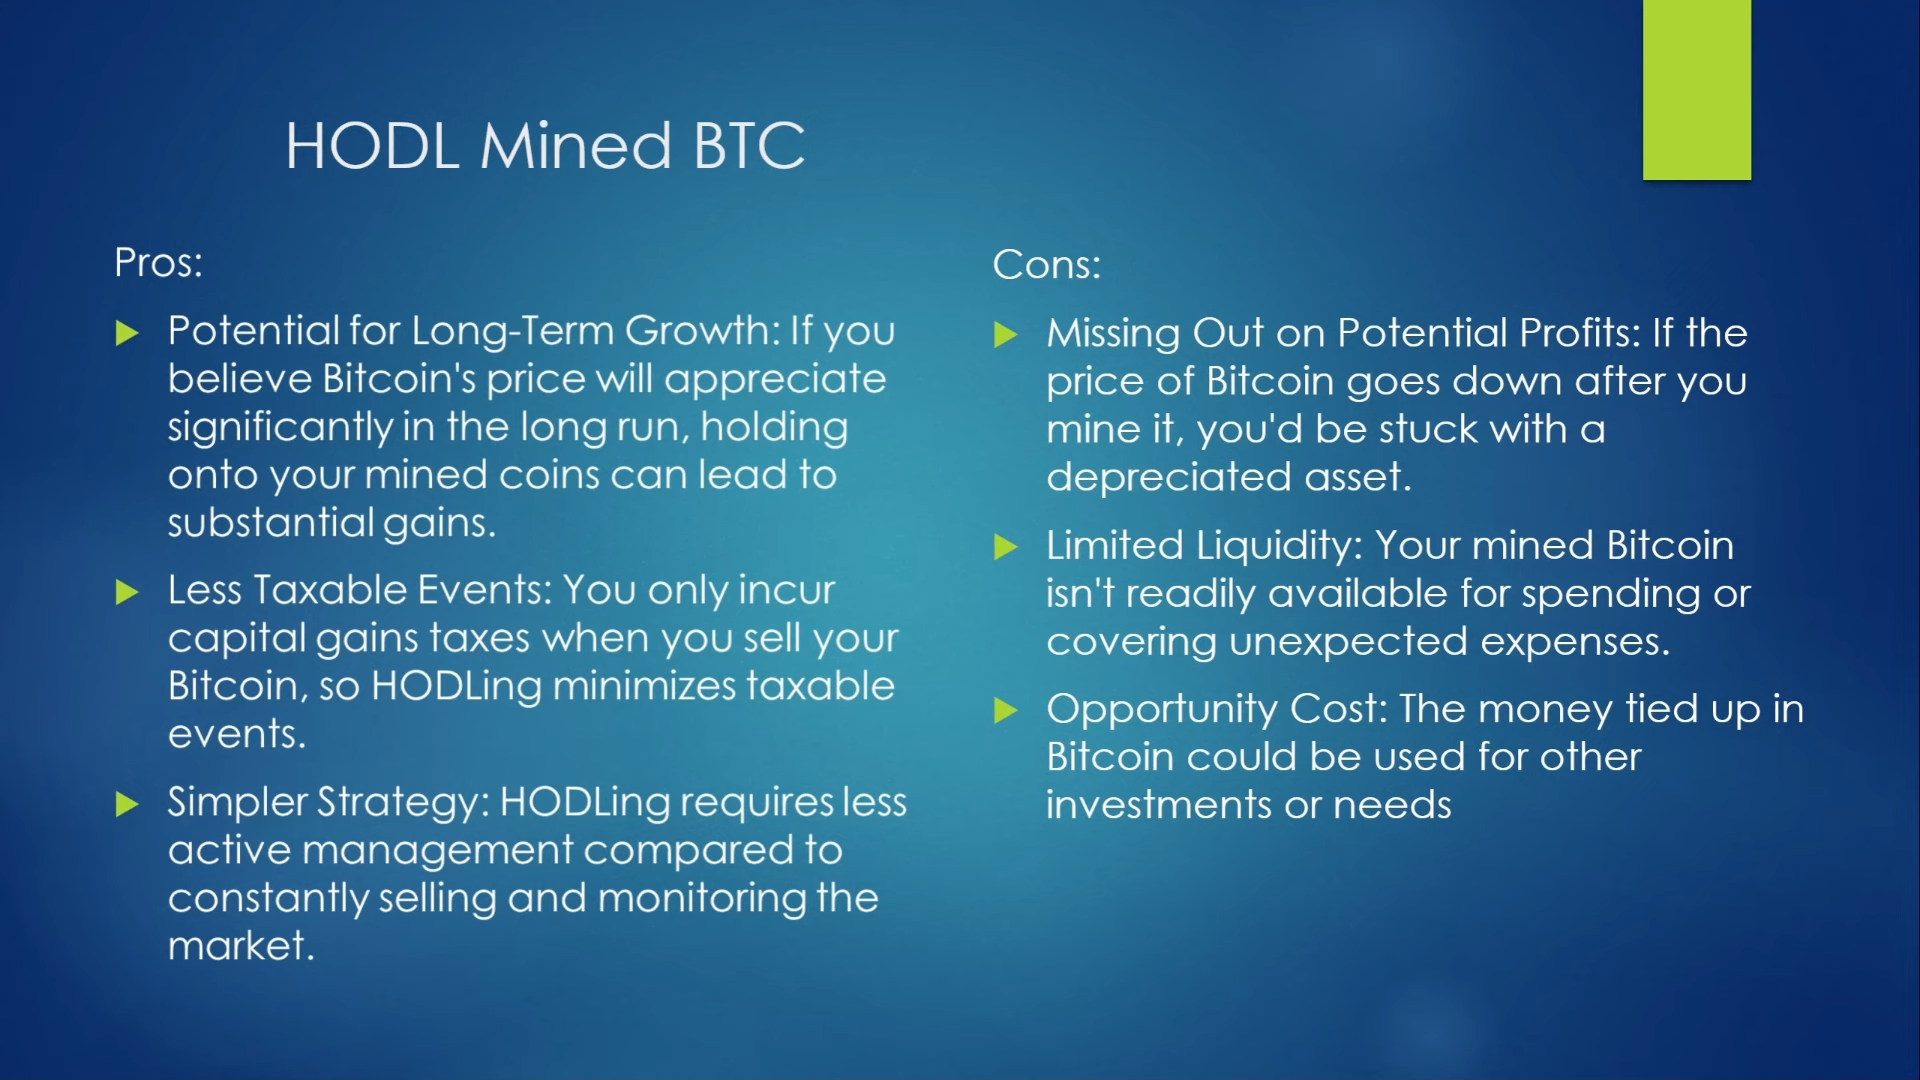 HODL Mined BTC
Pros:
Potential for Long-Term Growth: If you
believe Bitcoin's price will appreciate
significantly in the long run, holding
onto your mined coins can lead to
substantial gains.
Less Taxable Events: You only incur
capital gains taxes when you sell your
Bitcoin, so HODLing minimizes taxable
events.
Simpler Strategy: HODLing requires less
active management compared to
constantly selling and monitoring the
market.
Cons:
Missing Out on Potential Profits: If the
price of Bitcoin goes down after you
mine it, you'd be stuck with a
depreciated asset.
Limited Liquidity: Your mined Bitcoin
isn't readily available for spending or
covering unexpected expenses.
Opportunity Cost: The money tied up in
Bitcoin could be used for other
investments or needs